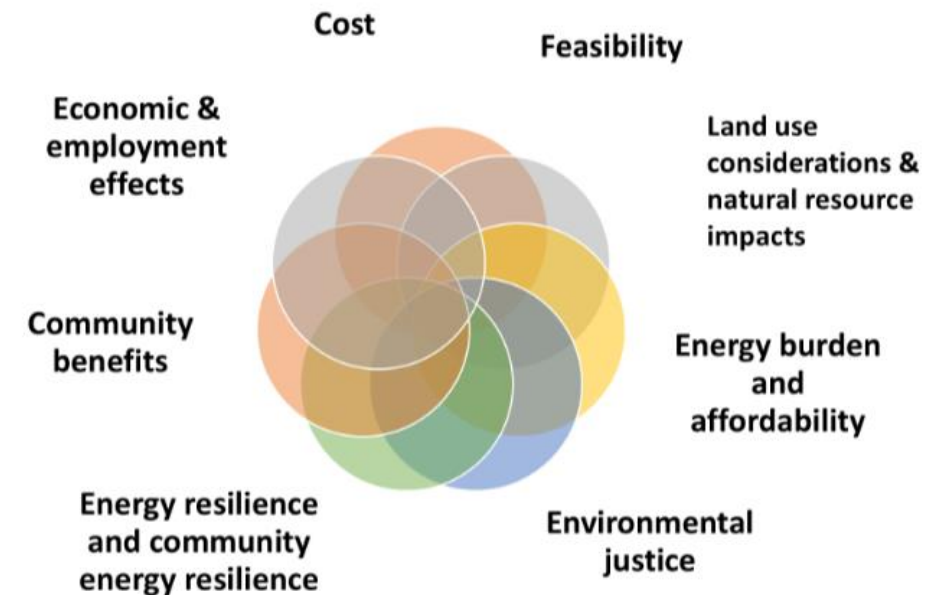 Cost
Feasibility
Economic &
employment
effects
Land use
considerations &
natural resource
impacts
Community
benefits
Energy burden
and
affordability
Energy resilience
and community
energy resilience
Environmental
justice